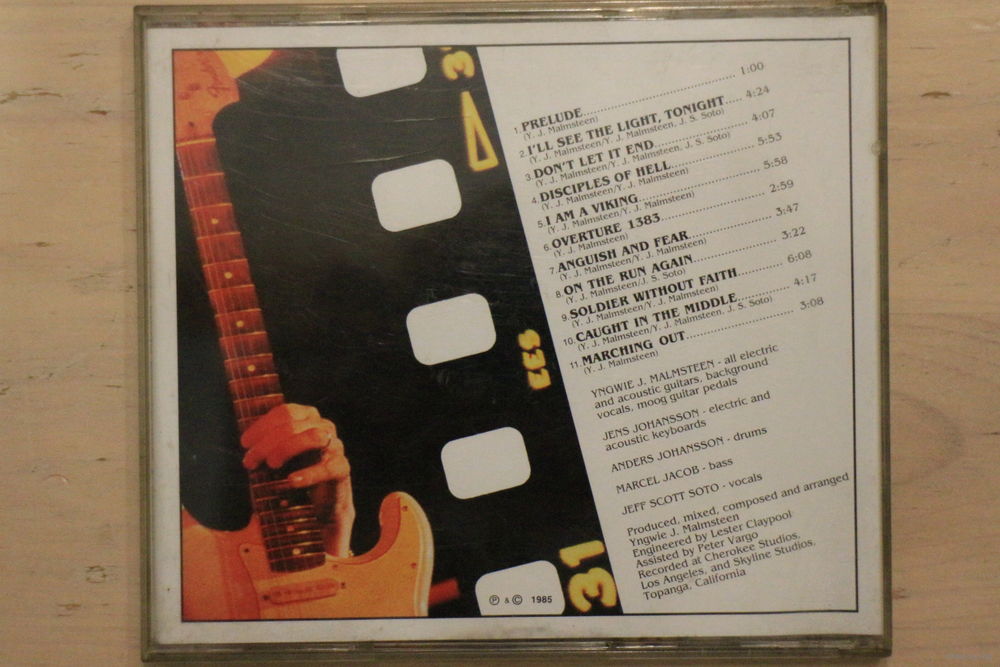 Fender
1. PRELUDE.......................................... 1:00
(Y. J. Malmsteen)
2. I'LL SEE THE LIGHT, TONIGHT..... 4:24
(Y. J. Malmsteen/Y. J. Malmsteen, J. S. Soto)
3. DON'T LET IT END......................... 4:07
(Y. J. Malmsteen/Y. J. Malmsteen, J. S. Soto)
4. DISCIPLES OF HELL....................... 5:53
(Y. J. Malmsteen/Y. J. Malmsteen)
5. I AM A VIKING............................... 5:58
(Y. J. Malmsteen/Y. J. Malmsteen)
6. OVERTURE 1383............................ 2:59
(Y. J. Malmsteen)
7. ANGUISH AND FEAR...................... 3:47
(Y. J. Malmsteen/Y. J. Malmsteen)
8. ON THE RUN AGAIN...................... 3:22
(Y. J. Malmsteen/J. S. Soto)
9. SOLDIER WITHOUT FAITH............ 6:08
(Y. J. Malmsteen/Y. J. Malmsteen)
10. CAUGHT IN THE MIDDLE.............. 4:17
(Y. J. Malmsteen/Y. J. Malmsteen, J. S. Soto)
11. MARCHING OUT............................ 3:08
(Y. J. Malmsteen)
YNGWIE J. MALMSTEEN - all electric
and acoustic guitars, background
vocals, moog guitar pedals
JENS JOHANSSON - electric and
acoustic keyboards
ANDERS JOHANSSON - drums
MARCEL JACOB - bass
JEFF SCOTT SOTO - vocals
Produced, mixed, composed and arranged
Yngwie J. Malmsteen
Engineered by Lester Claypool
Assisted by Peter Vargo
Recorded at Cherokee Studios,
Los Angeles, and Skyline Studios,
Topanga, California
31
℗ & © 1985